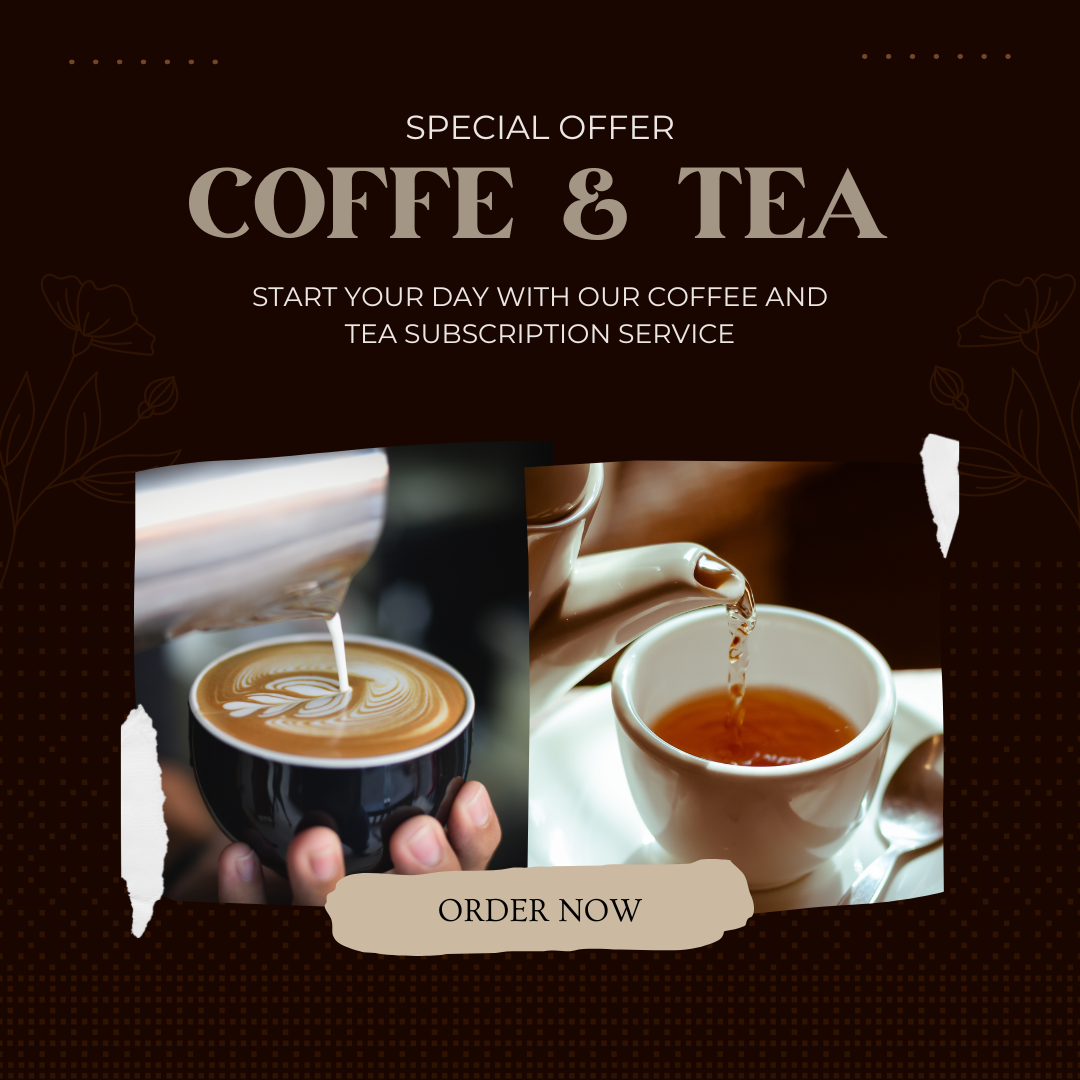 SPECIAL OFFER
COFFE & TEA
START YOUR DAY WITH OUR COFFEE AND
TEA SUBSCRIPTION SERVICE
ORDER NOW